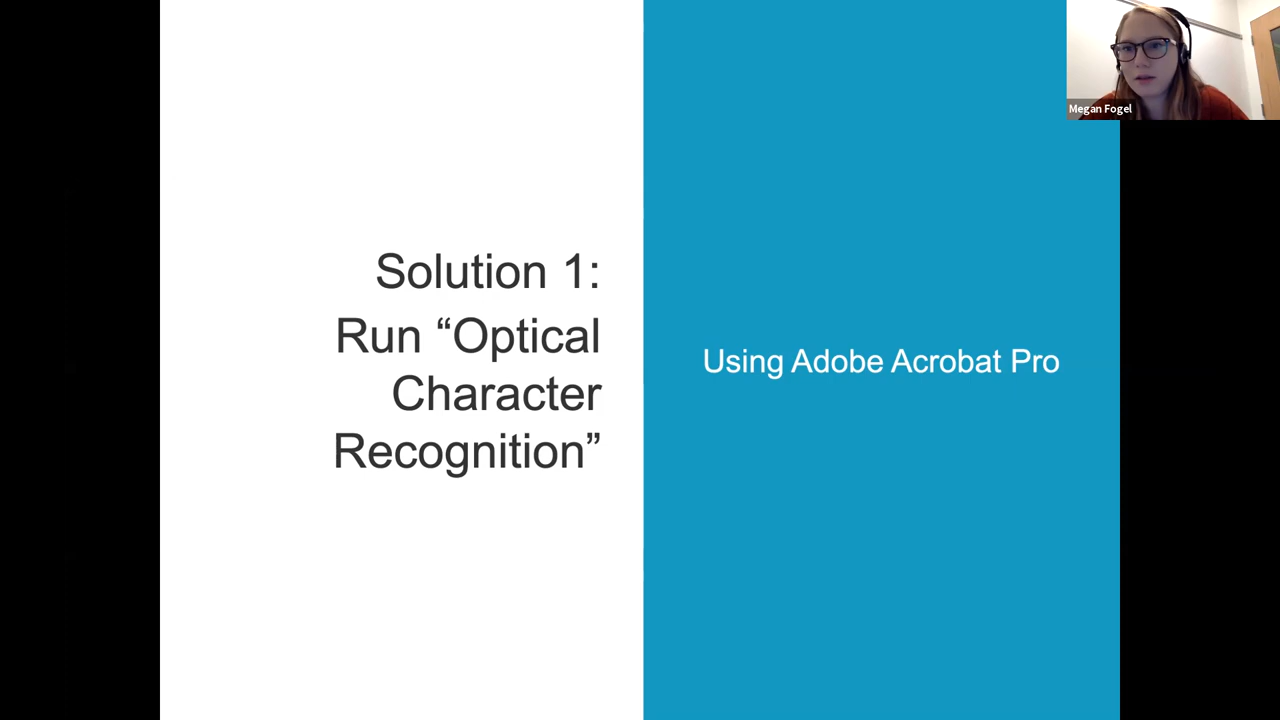 Solution 1:
Run “Optical
Character
Recognition”
Using Adobe Acrobat Pro
Megan Fogel